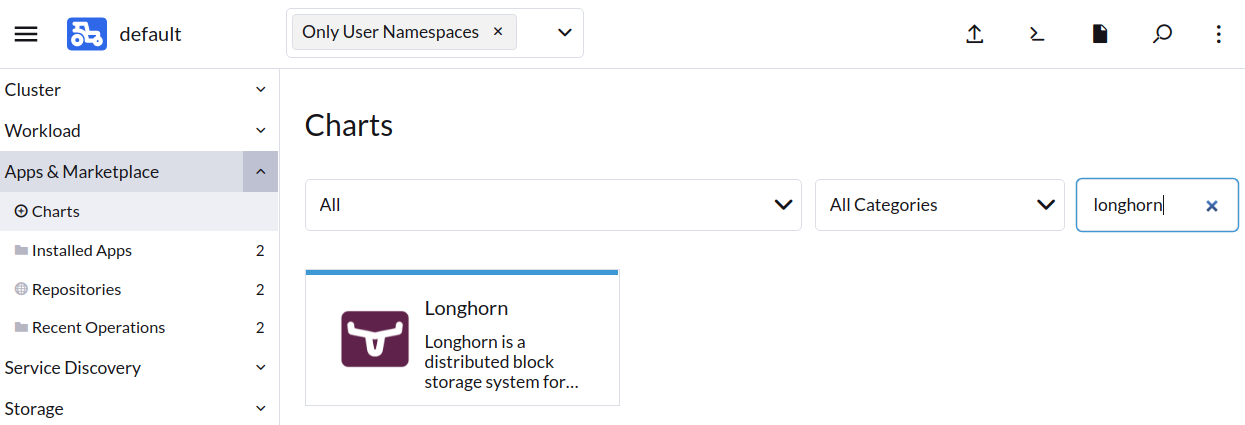 default
Only User Namespaces ×
Cluster
Workload
Apps & Marketplace
Charts
Installed Apps 2
Repositories 2
Recent Operations 2
Service Discovery
Storage
Charts
All
All Categories
longhorn
Longhorn
Longhorn is a
distributed block
storage system for...